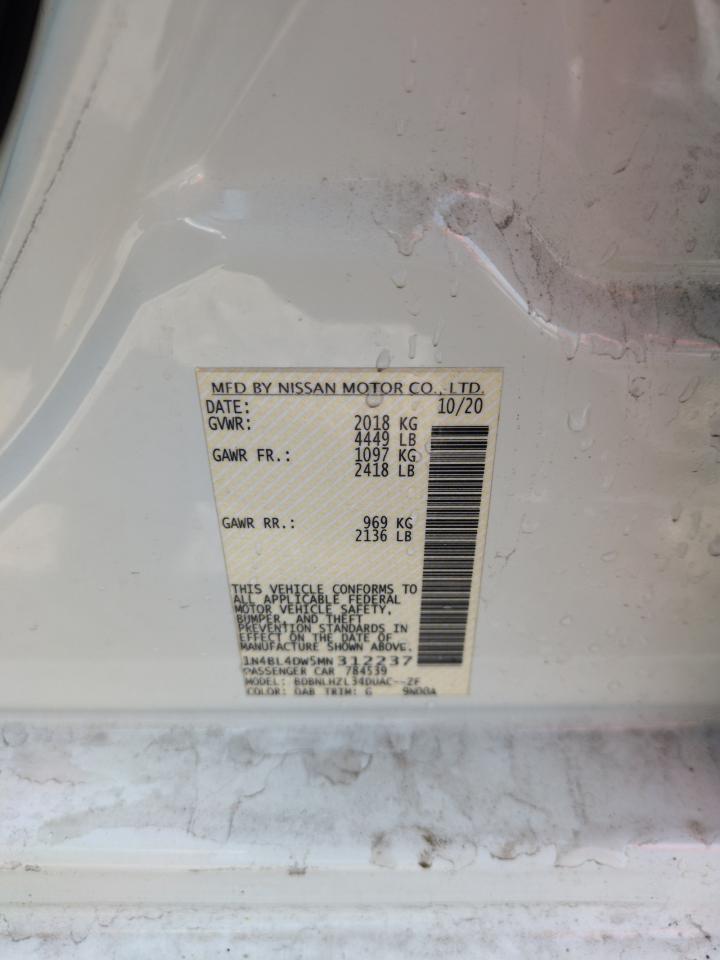 MFD BY NISSAN MOTOR CO., LTD.
DATE: 10/20
GVWR: 2018 KG
4449 LB
GAWR FR.: 1097 KG
2418 LB
GAWR RR.: 969 KG
2136 LB
THIS VEHICLE CONFORMS TO
ALL APPLICABLE FEDERAL
MOTOR VEHICLE SAFETY,
BUMPER, AND THEFT
PREVENTION STANDARDS IN
EFFECT ON THE DATE OF
MANUFACTURE SHOWN ABOVE.
1N4BL4DW5MN312237
PASSENGER CAR 784539
MODEL:
COLOR: QAB TRIM: G